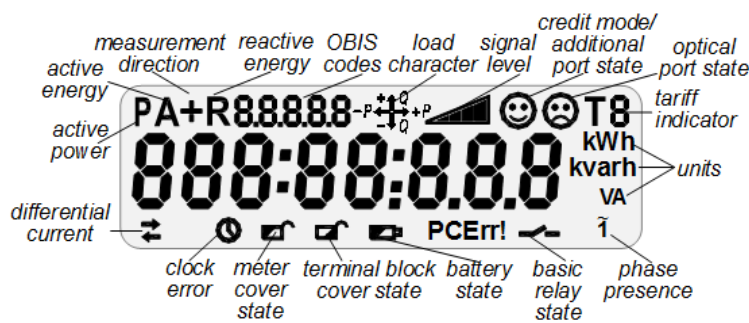 measurement direction
reactive energy
OBIS codes
load character
signal level
credit mode/ additional port state
optical port state
active energy
active power
PA+R8.8.8.8.8 -P +Q -Q +P T8
tariff indicator
888:88:8.8.8
kWh
kvarh
VA
units
differential current
PCErr!
1
clock error
meter cover state
terminal block cover state
battery state
basic relay state
phase presence